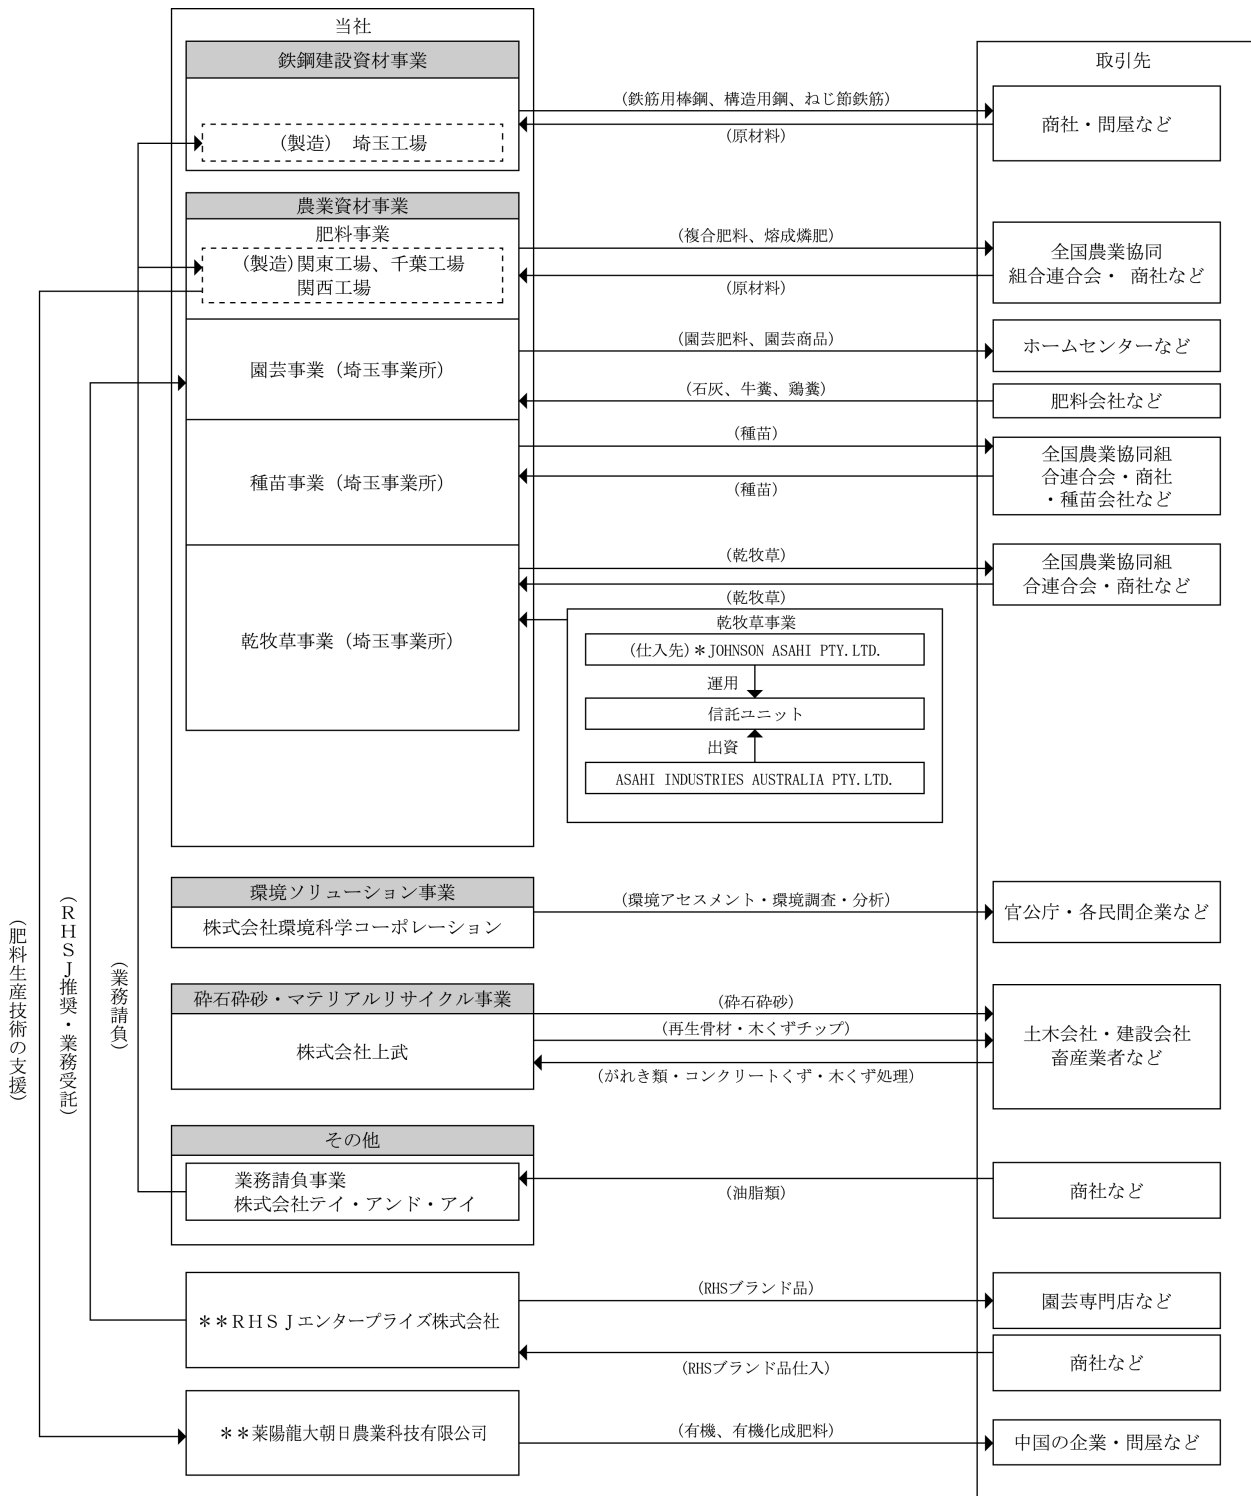 当社
鉄鋼建設資材事業
取引先
(鉄筋用棒鋼、構造用鋼、ねじ節鉄筋)
商社・問屋など
(原材料)
(製造)　埼玉工場
農業資材事業
肥料事業
(製造)関東工場、千葉工場
関西工場
(複合肥料、熔成燐肥)
全国農業協同
組合連合会・ 商社など
(原材料)
園芸事業（埼玉事業所）
(園芸肥料、園芸商品)
ホームセンターなど
(石灰、牛糞、鶏糞)
肥料会社など
種苗事業（埼玉事業所）
(種苗)
全国農業協同組
合連合会・商社
・種苗会社など
(種苗)
乾牧草事業（埼玉事業所）
(乾牧草)
全国農業協同組
合連合会・商社など
(乾牧草)
乾牧草事業
(仕入先)＊JOHNSON ASAHI PTY.LTD.
運用
信託ユニット
出資
ASAHI INDUSTRIES AUSTRALIA PTY.LTD.
環境ソリューション事業
株式会社環境科学コーポレーション
(環境アセスメント・環境調査・分析)
官公庁・各民間企業など
砕石砕砂・マテリアルリサイクル事業
株式会社上武
(砕石砕砂)
(再生骨材・木くずチップ)
(がれき類・コンクリートくず・木くず処理)
土木会社・建設会社
畜産業者など
その他
業務請負事業
株式会社テイ・アンド・アイ
(油脂類)
商社など
＊＊ＲＨＳＪエンタープライズ株式会社
(RHSブランド品)
園芸専門店など
(RHSブランド品仕入)
商社など
＊＊莱陽龍大朝日農業科技有限公司
(有機、有機化成肥料)
中国の企業・問屋など
(肥料生産技術の支援)
(ＲＨＳＪ推奨・業務受託)
(業務請負)